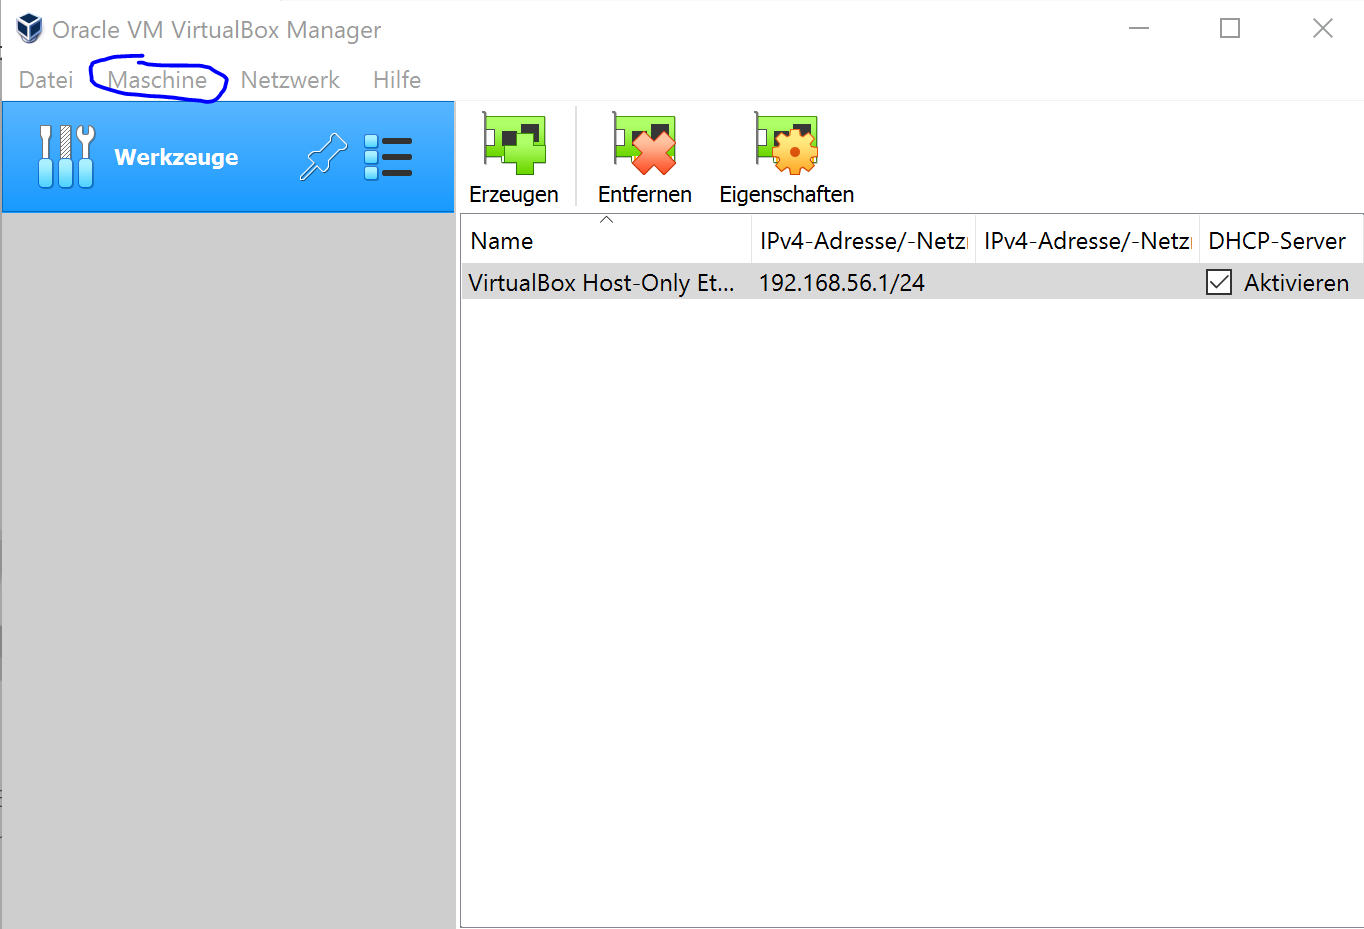 Oracle VM VirtualBox Manager
Datei Maschine Netzwerk Hilfe
Werkzeuge
Erzeugen Entfernen Eigenschaften
Name IPv4-Adresse/-Netz IPv4-Adresse/-Netz DHCP-Server
VirtualBox Host-Only Et... 192.168.56.1/24 Aktivieren